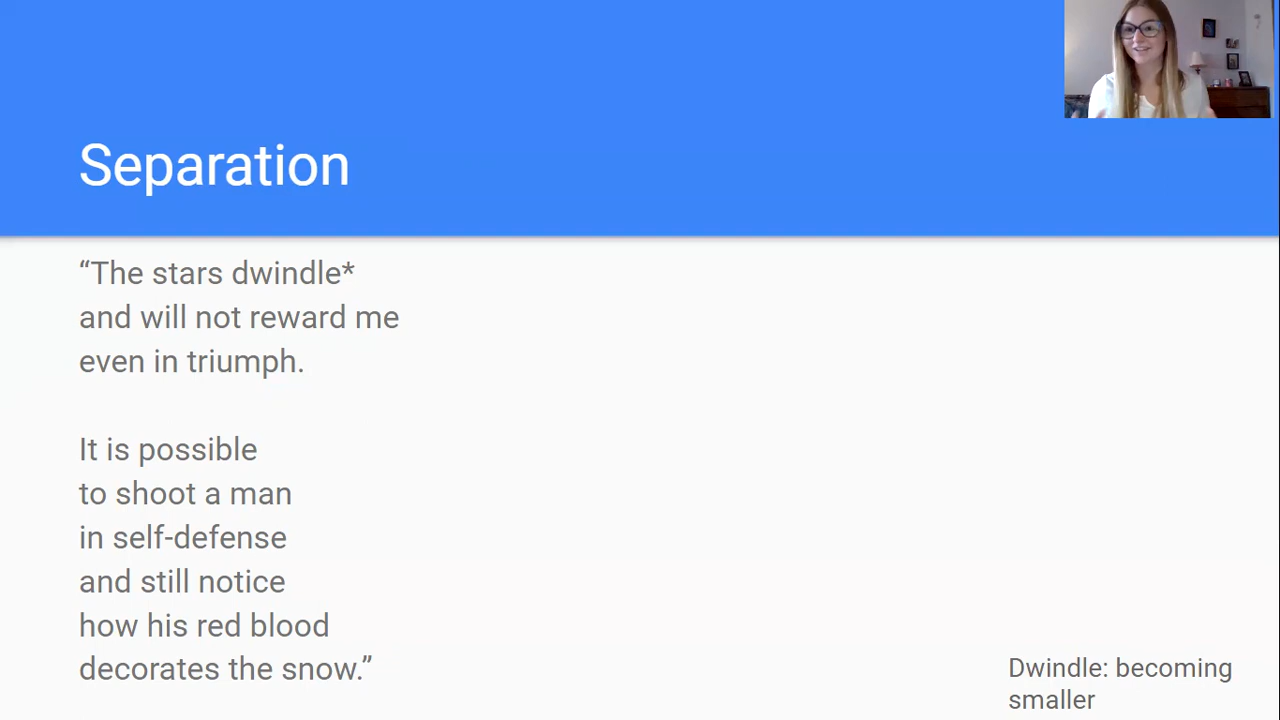 Separation
“The stars dwindle*
and will not reward me
even in triumph.
It is possible
to shoot a man
in self-defense
and still notice
how his red blood
decorates the snow.”
Dwindle: becoming
smaller